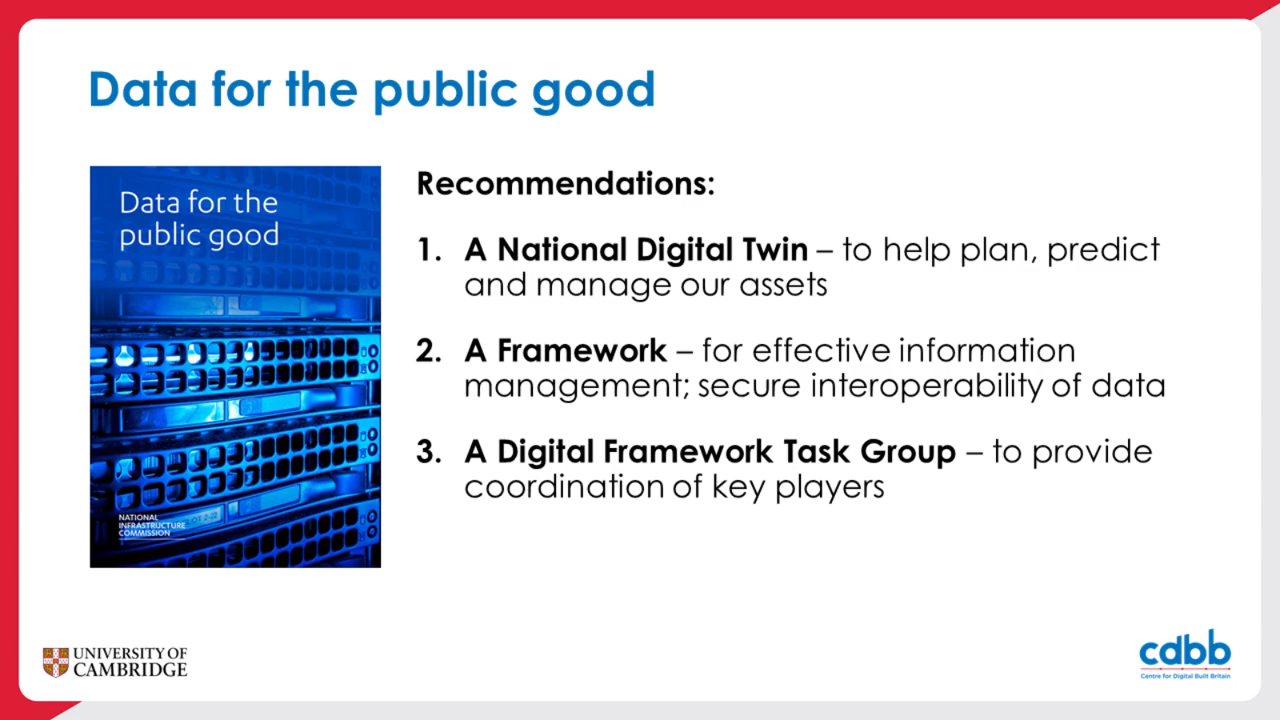 Data for the public good
Data for the
public good
NATIONAL
INFRASTRUCTURE
COMMISSION
Recommendations:
1. A National Digital Twin – to help plan, predict
and manage our assets
2. A Framework – for effective information
management; secure interoperability of data
3. A Digital Framework Task Group – to provide
coordination of key players
UNIVERSITY OF
CAMBRIDGE
cdbb
Centre for Digital Built Britain